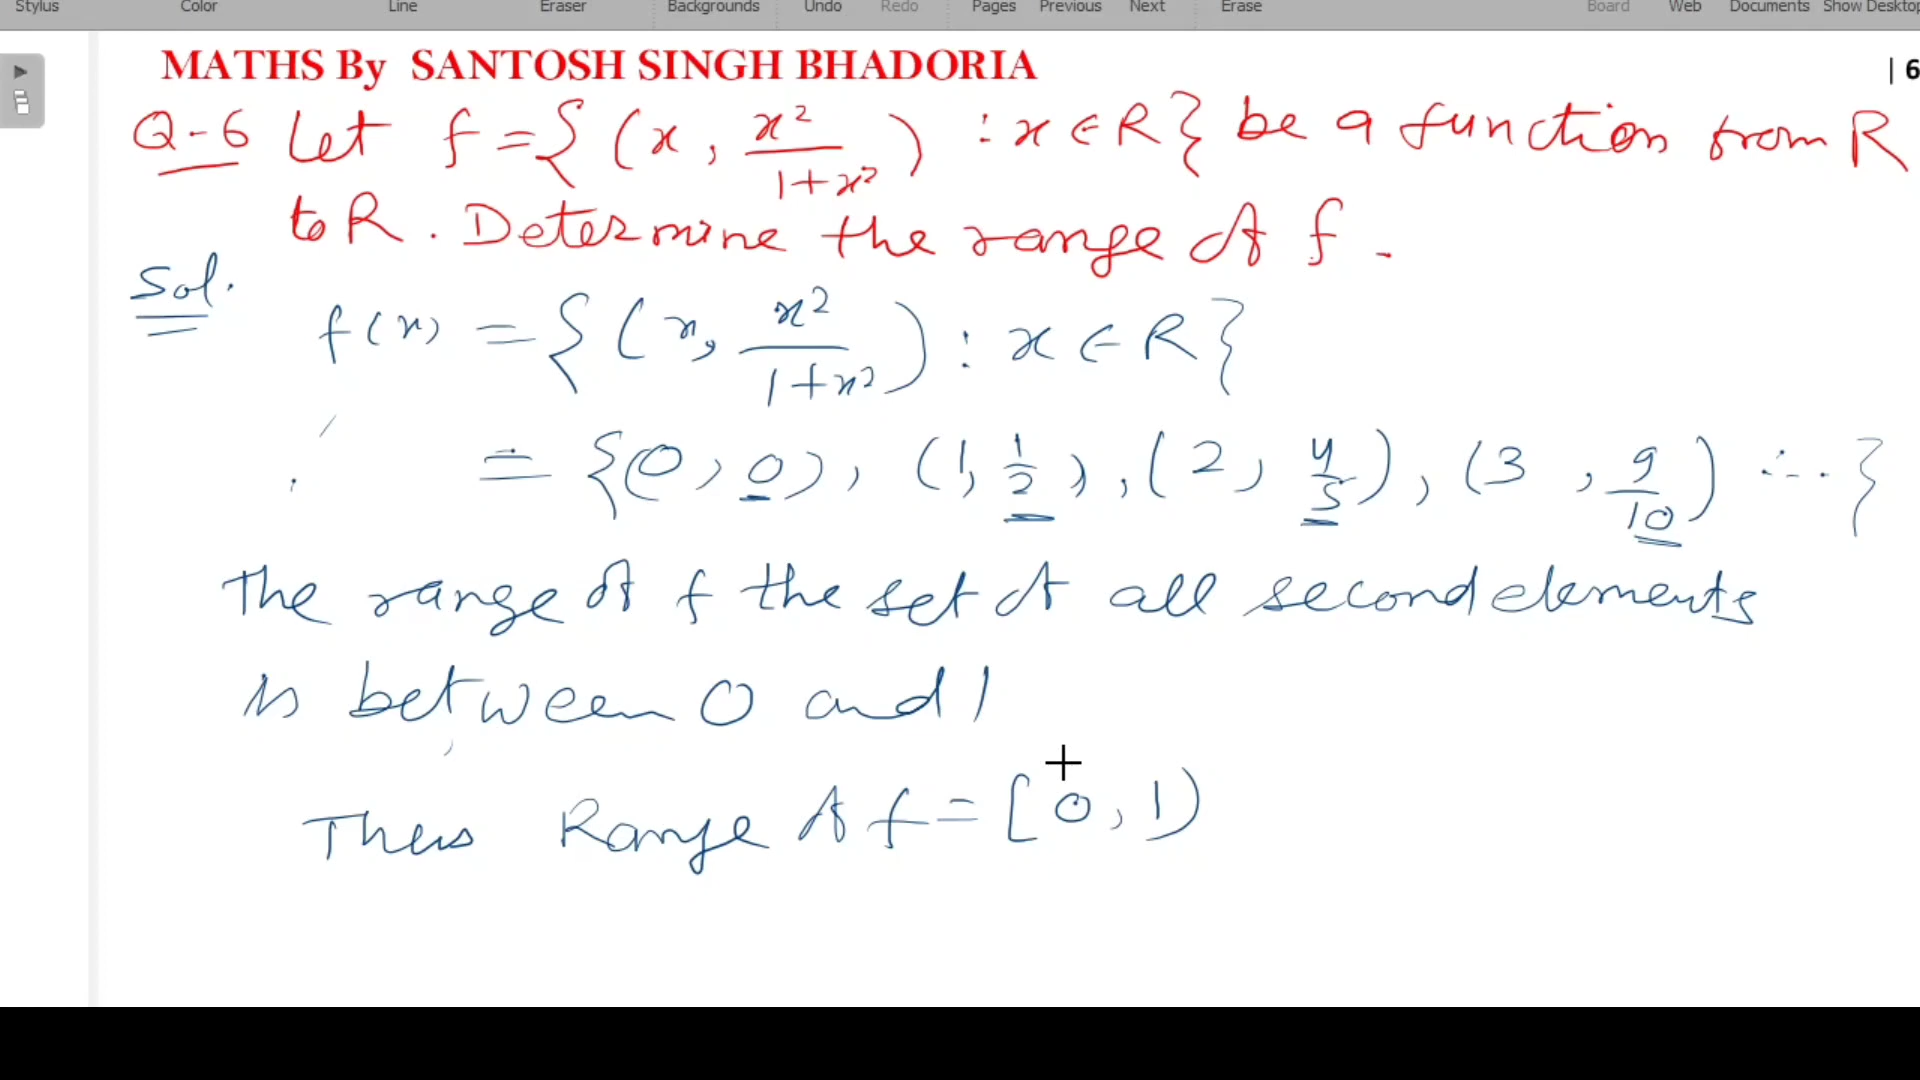 Stylus Color Line Eraser Backgrounds Undo Redo Pages Previous Next Erase Board Web Documents Show Desktop
MATHS By SANTOSH SINGH BHADORIA | 6
Q-6 Let f = { (x, x²/(1+x²)) : x ∈ R } be a function from R
to R. Determine the range of f.
Sol.
f(x) = { (x, x²/(1+x²)) : x ∈ R }
= { (0, 0), (1, 1/2), (2, 4/5), (3, 9/10) ... }
The range of f the set of all second elements
is between 0 and 1
Thus Range of f = [0, 1)